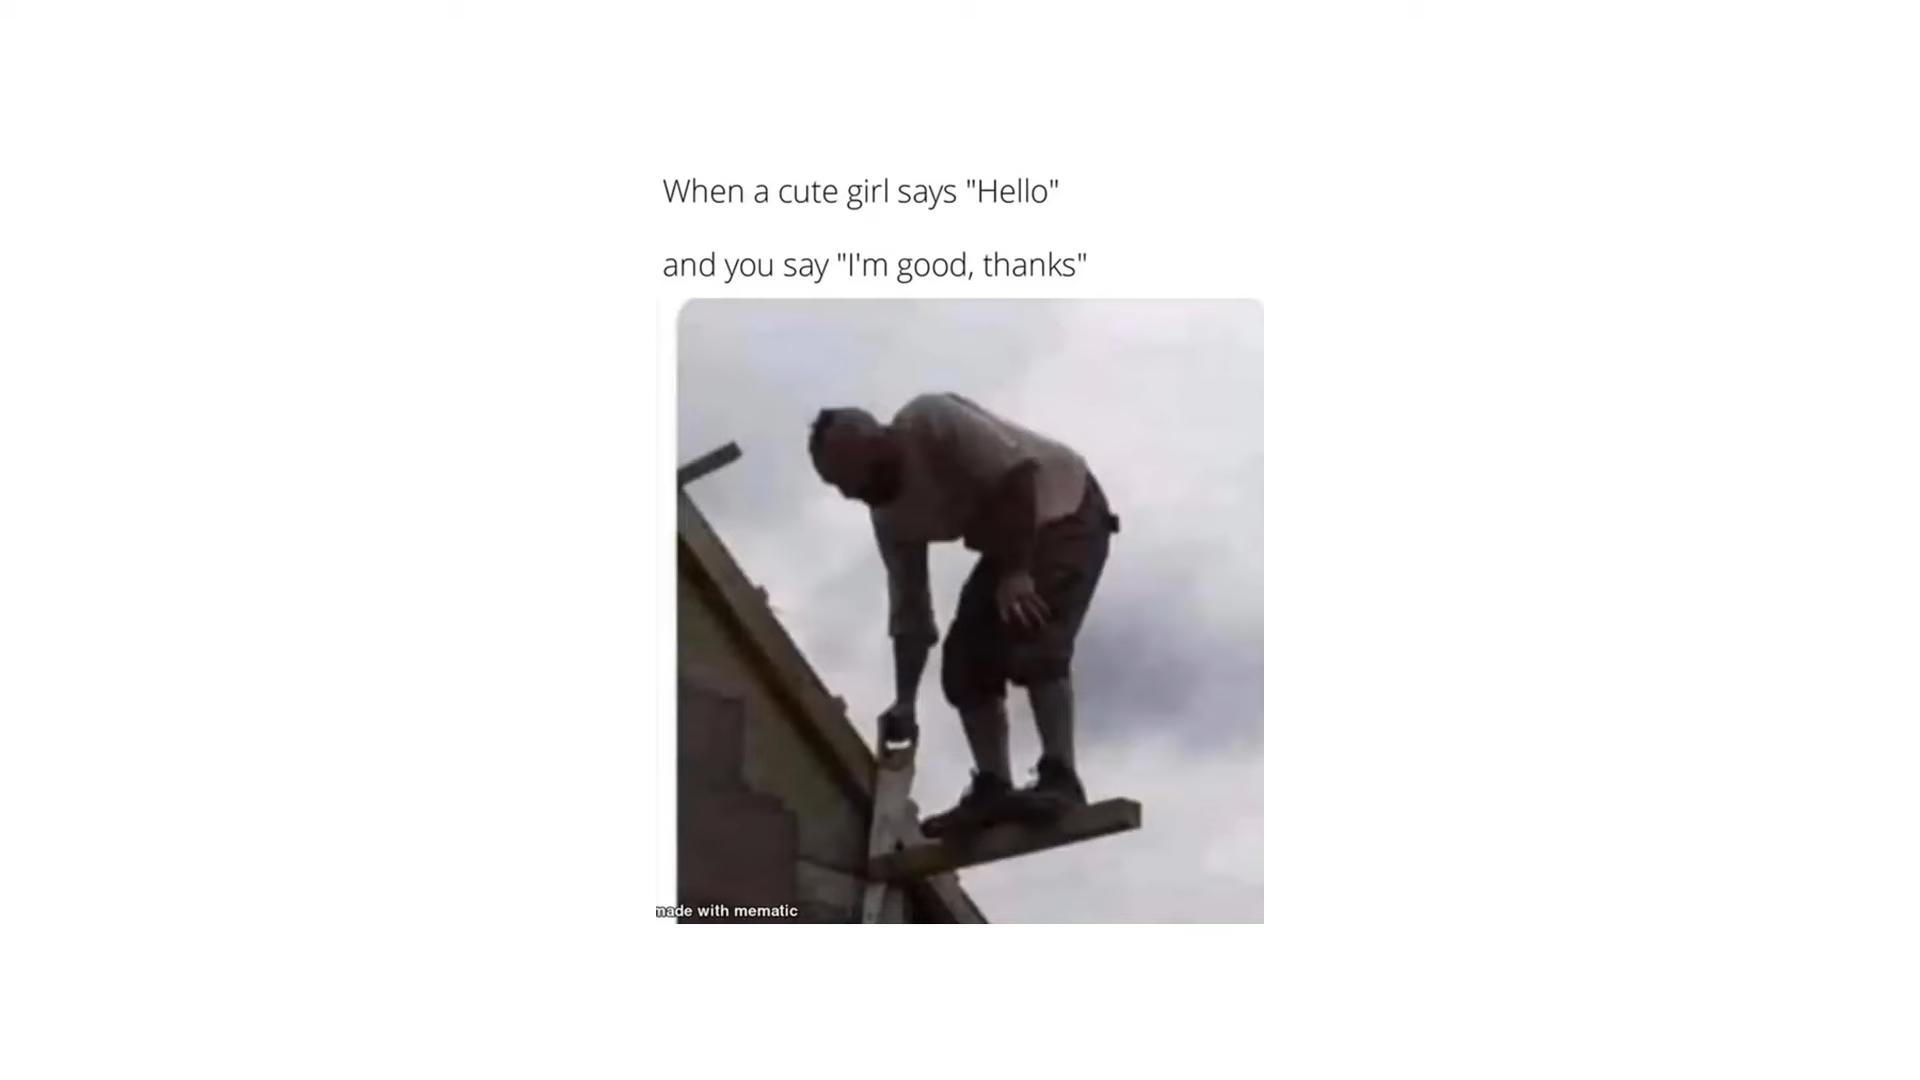 When a cute girl says "Hello"
and you say "I'm good, thanks"
made with mematic